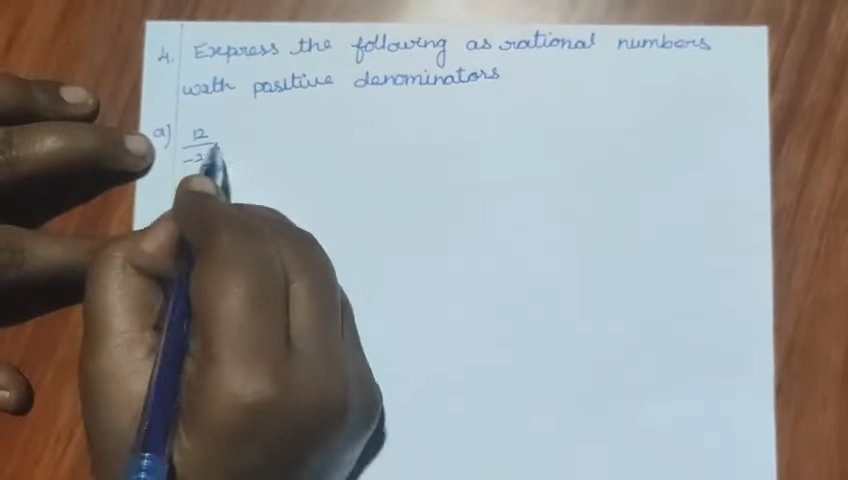 4. Express the following as rational numbers
with positive denominators
a) 12